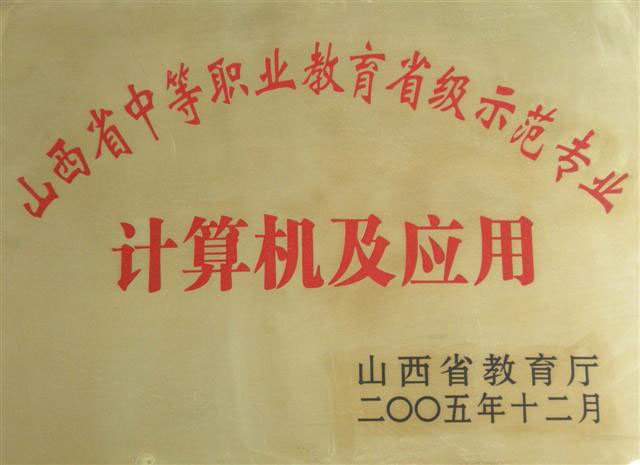 山西省中等职业教育省级示范专业
计算机及应用
山西省教育厅
二〇〇五年十二月